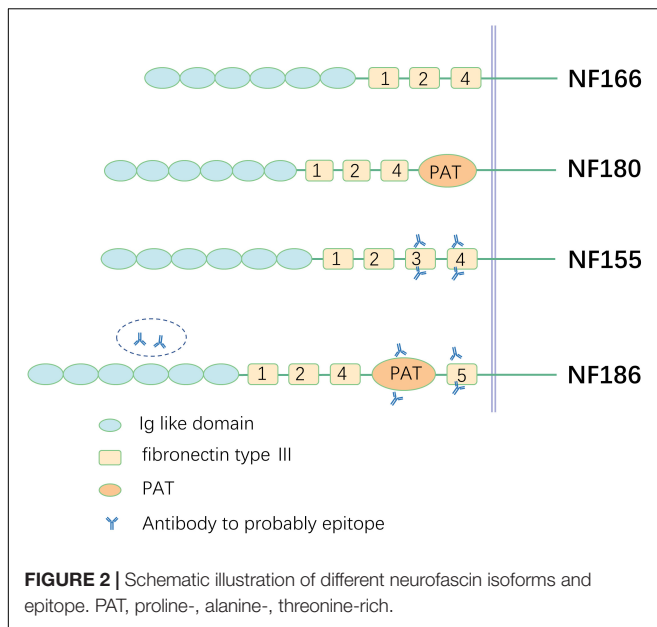 1 2 4 NF166
1 2 4 PAT NF180
1 2 3 4 NF155
1 2 4 PAT 5 NF186
Ig like domain
fibronectin type III
PAT
Antibody to probably epitope
FIGURE 2 | Schematic illustration of different neurofascin isoforms and
epitope. PAT, proline-, alanine-, threonine-rich.